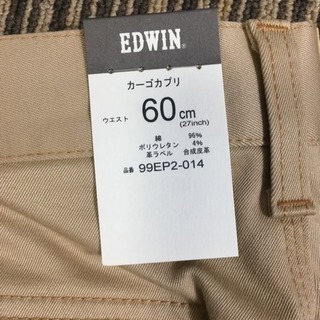 EDWIN®
カーゴカプリ
ウエスト 60cm
(27inch)
綿 96%
ポリウレタン 4%
革ラベル 合成皮革
品番 99EP2-014